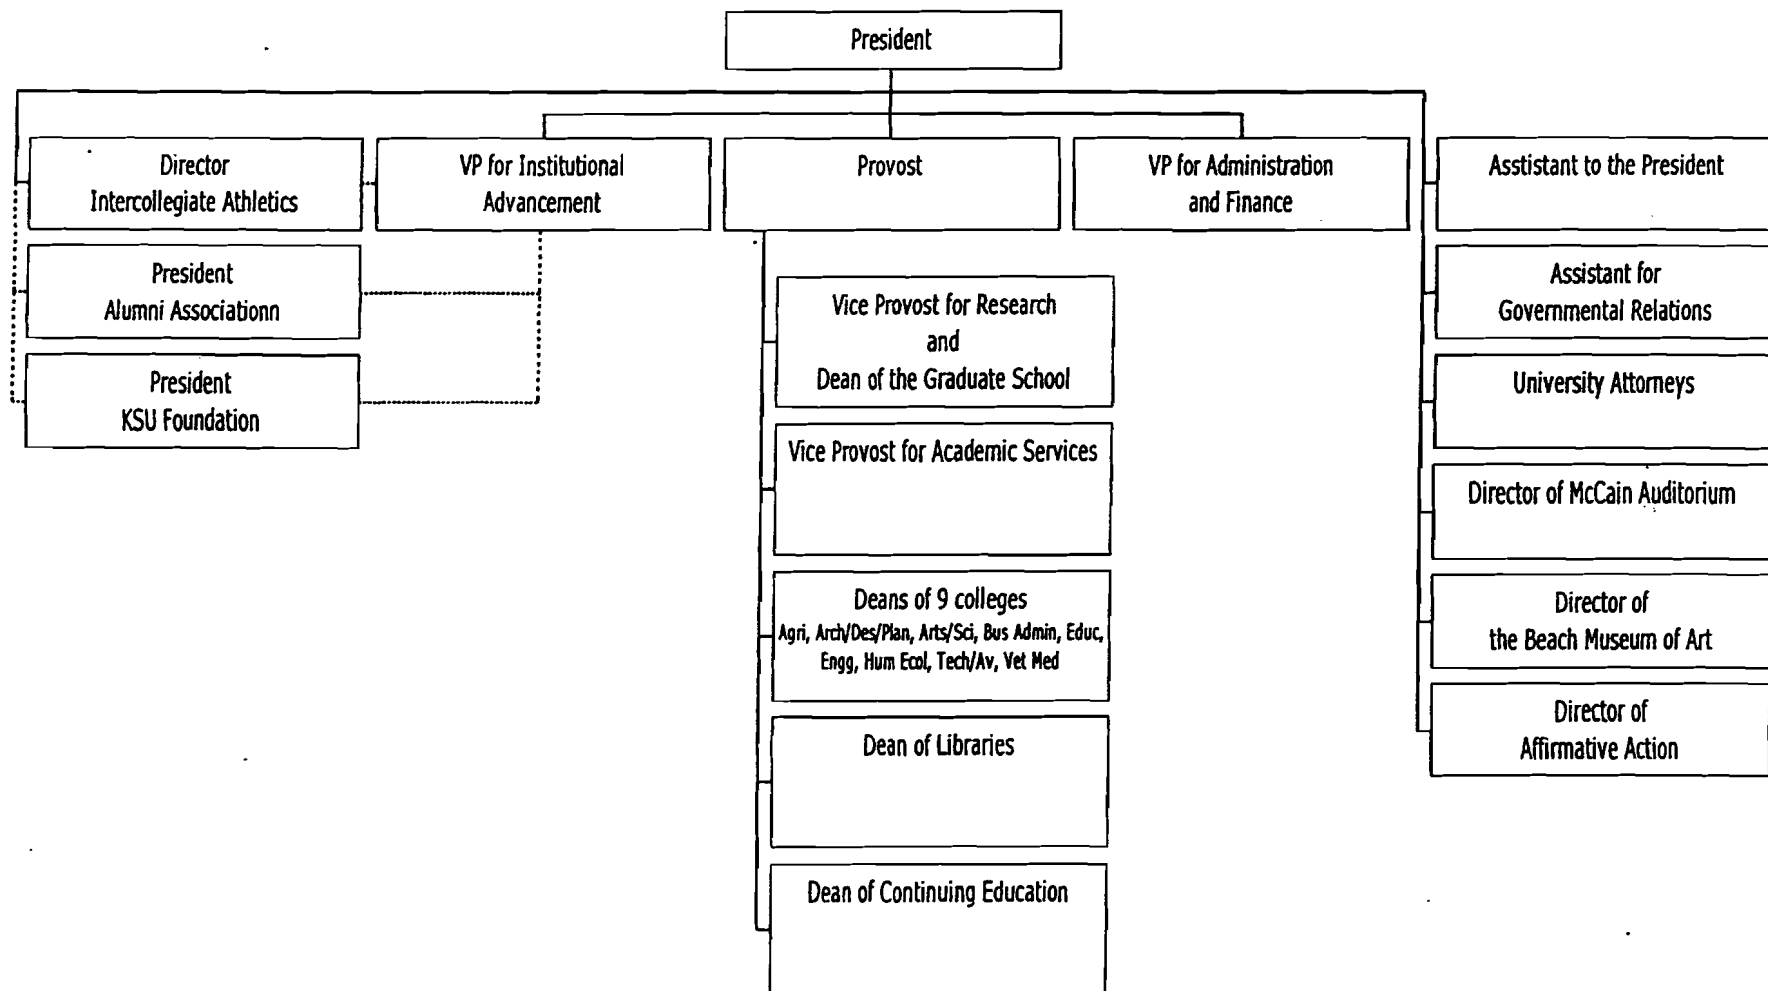 President
Director
Intercollegiate Athletics
VP for Institutional
Advancement
Provost
VP for Administration
and Finance
Asstistant to the President
President
Alumni Associationn
Assistant for
Governmental Relations
Vice Provost for Research
and
Dean of the Graduate School
President
KSU Foundation
University Attorneys
Vice Provost for Academic Services
Director of McCain Auditorium
Deans of 9 colleges
Agri, Arch/Des/Plan, Arts/Sci, Bus Admin, Educ,
Engg, Hum Ecol, Tech/Av, Vet Med
Director of
the Beach Museum of Art
Director of
Affirmative Action
Dean of Libraries
Dean of Continuing Education